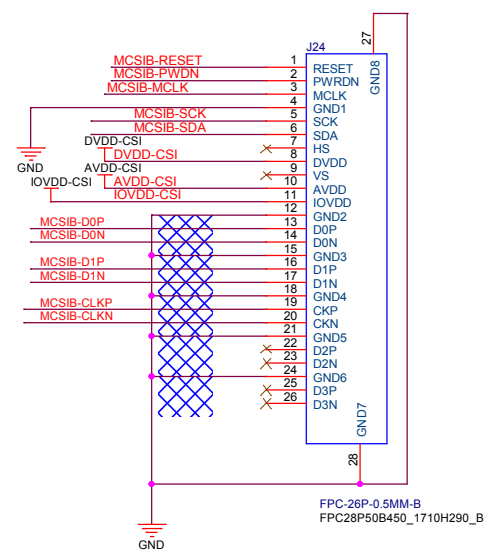 J24
27
GND8
MCSIB-RESET 1 RESET
MCSIB-PWDN 2 PWRDN
MCSIB-MCLK 3 MCLK
4 GND1
MCSIB-SCK 5 SCK
MCSIB-SDA 6 SDA
DVDD-CSI 7 HS
DVDD-CSI 8 DVDD
GND AVDD-CSI 9 VS
IOVDD-CSI AVDD-CSI 10 AVDD
IOVDD-CSI 11 IOVDD
12 GND2
MCSIB-D0P 13 D0P
MCSIB-D0N 14 D0N
15 GND3
MCSIB-D1P 16 D1P
MCSIB-D1N 17 D1N
18 GND4
MCSIB-CLKP 19 CKP
MCSIB-CLKN 20 CKN
21 GND5
22 D2P
23 D2N
24 GND6
25 D3P
26 D3N
GND7
28
FPC-26P-0.5MM-B
FPC28P50B450_1710H290_B
GND